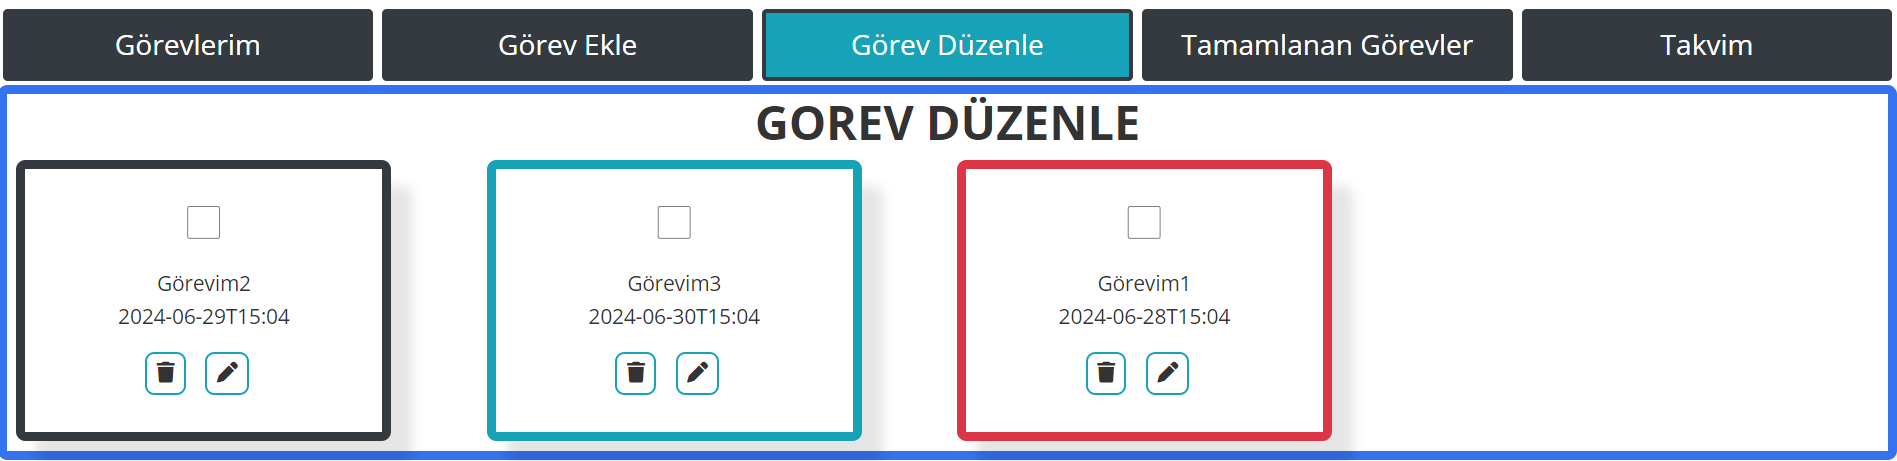 Görevlerim
Görev Ekle
Görev Düzenle
Tamamlanan Görevler
Takvim
GOREV DÜZENLE
Görevim2
2024-06-29T15:04
Görevim3
2024-06-30T15:04
Görevim1
2024-06-28T15:04